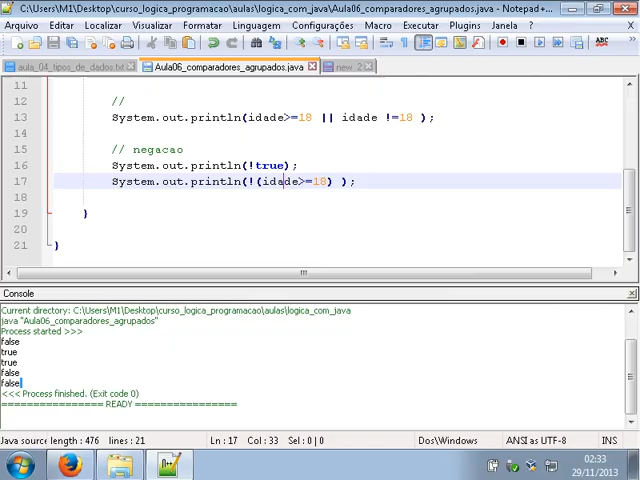 C:\Users\M1\Desktop\curso_logica_programacao\aulas\logica_com_java\Aula06_comparadores_agrupados.java - Notepad+...
Arquivo Editar Localizar Visualizar Formatar Linguagem Configurações Macro Executar Plugins Janela ? X
ABC
aula_04_tipos_de_dados.txt Aula06_comparadores_agrupados.java new 2
11
12 //
13 System.out.println(idade>=18 || idade !=18 );
14
15 // negacao
16 System.out.println(!true);
17 System.out.println(!(idade>=18) );
18
19 }
20
21 }
Console
Current directory: C:\Users\M1\Desktop\curso_logica_programacao\aulas\logica_com_java
java "Aula06_comparadores_agrupados"
Process started >>>
false
true
true
false
false
<<< Process finished. (Exit code 0)
================ READY ================
Java source length : 476 lines : 21 Ln : 17 Col : 33 Sel : 0 | 0 Dos\Windows ANSI as UTF-8 INS
02:33
29/11/2013